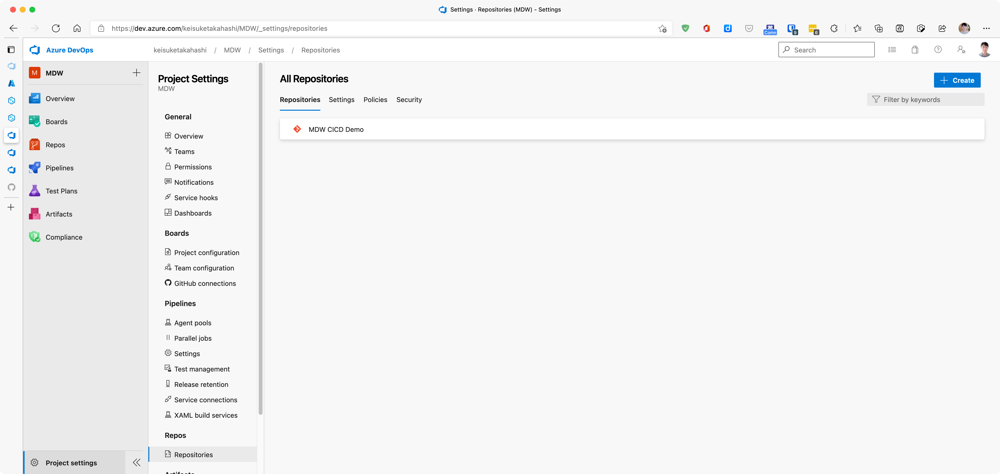 Settings · Repositories (MDW) - Settings
https://dev.azure.com/keisuketakahashi/MDW/_settings/repositories
Comn
9
6
Azure DevOps
keisuketakahashi / MDW / Settings / Repositories
Search
M MDW
Overview
Boards
Repos
Pipelines
Test Plans
Artifacts
Compliance
Project settings
Project Settings
MDW
General
Overview
Teams
Permissions
Notifications
Service hooks
Dashboards
Boards
Project configuration
Team configuration
GitHub connections
Pipelines
Agent pools
Parallel jobs
Settings
Test management
Release retention
Service connections
XAML build services
Repos
Repositories
Artifacts
All Repositories
Create
Repositories Settings Policies Security
Filter by keywords
MDW CICD Demo